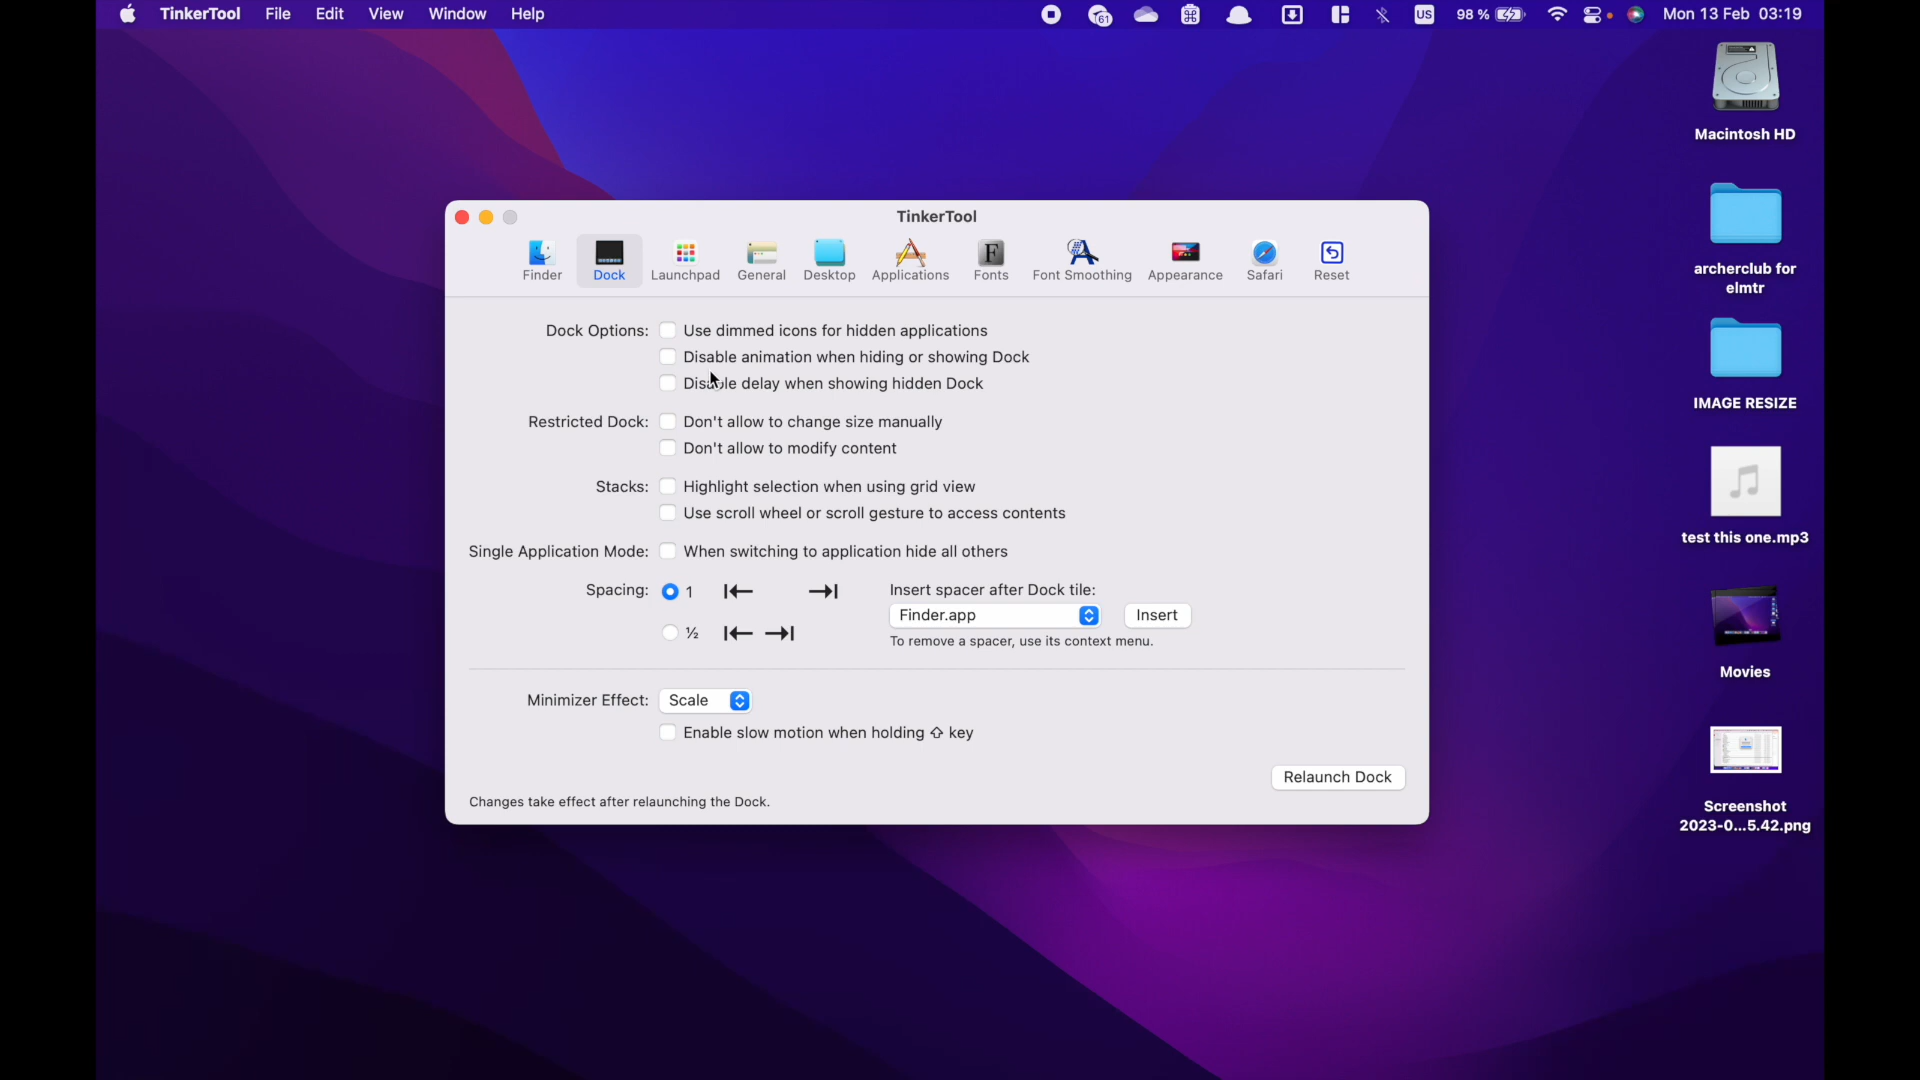 TinkerTool File Edit View Window Help 61 US 98 % Mon 13 Feb 03:19
Macintosh HD
archerclub for
elmtr
IMAGE RESIZE
test this one.mp3
Movies
Screenshot
2023-0...5.42.png
TinkerTool
Finder Dock Launchpad General Desktop Applications Fonts Font Smoothing Appearance Safari Reset
Dock Options: Use dimmed icons for hidden applications
Disable animation when hiding or showing Dock
Disable delay when showing hidden Dock
Restricted Dock: Don't allow to change size manually
Don't allow to modify content
Stacks: Highlight selection when using grid view
Use scroll wheel or scroll gesture to access contents
Single Application Mode: When switching to application hide all others
Spacing: 1 Insert spacer after Dock tile:
Finder.app Insert
½ To remove a spacer, use its context menu.
Minimizer Effect: Scale
Enable slow motion when holding ⇧ key
Relaunch Dock
Changes take effect after relaunching the Dock.